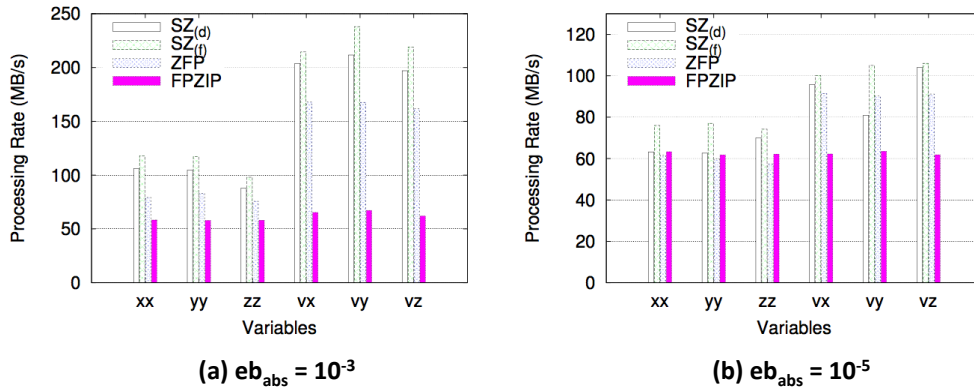 250
200
150
100
50
0
Processing Rate (MB/s)
SZ(d)
SZ(f)
ZFP
FPZIP
xx yy zz vx vy vz
Variables
(a) ebabs = 10-3
120
100
80
60
40
20
0
Processing Rate (MB/s)
SZ(d)
SZ(f)
ZFP
FPZIP
xx yy zz vx vy vz
Variables
(b) ebabs = 10-5